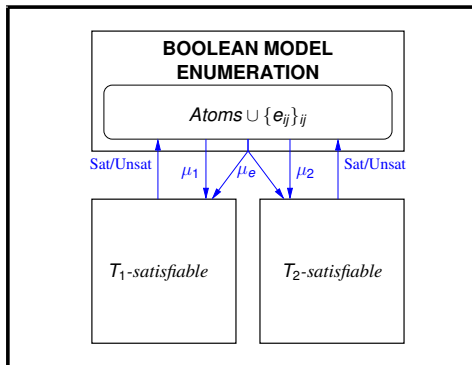 BOOLEAN MODEL
ENUMERATION
Atoms ∪ {e_ij}_ij
Sat/Unsat μ_1 μ_e μ_2 Sat/Unsat
T_1-satisfiable T_2-satisfiable